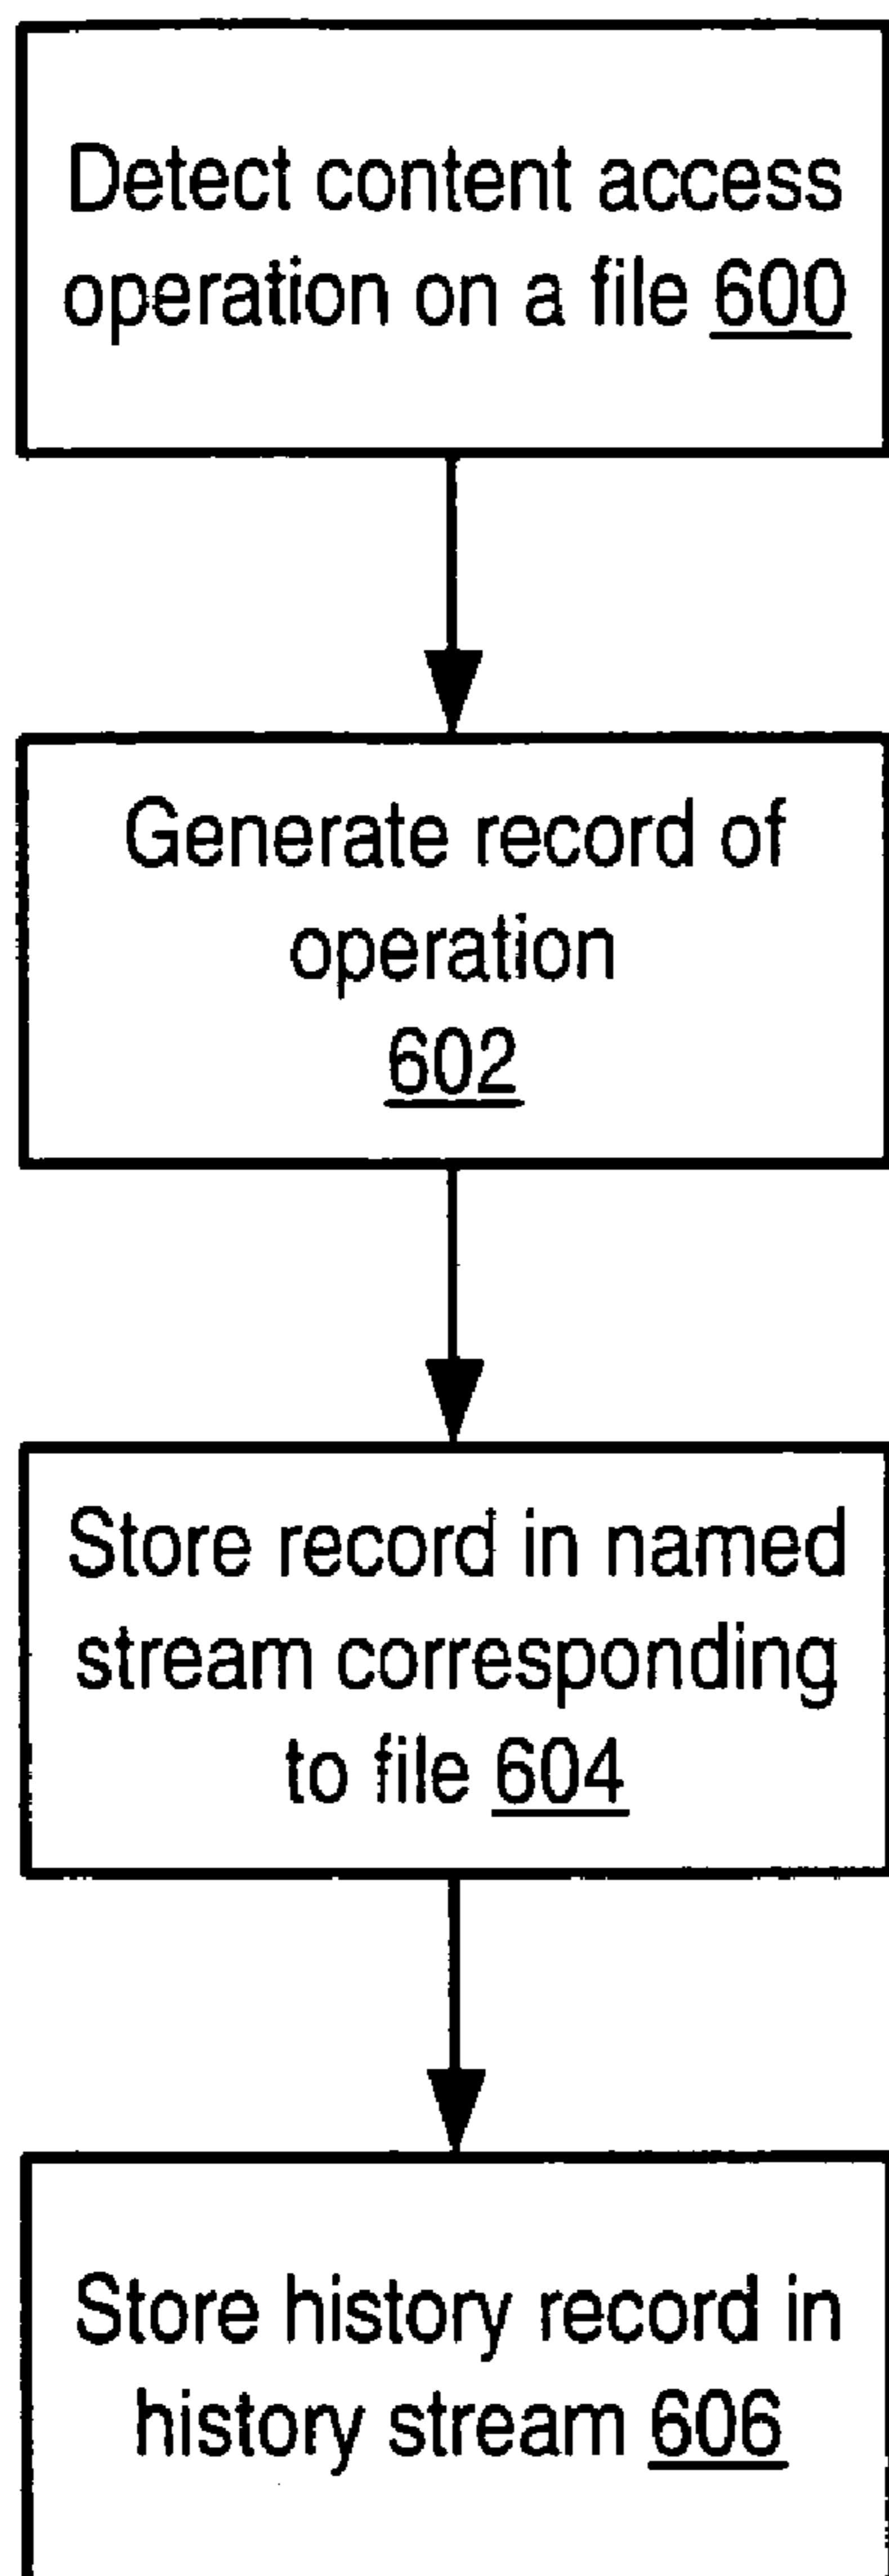 Detect content access
operation on a file 600
Generate record of
operation
602
Store record in named
stream corresponding
to file 604
Store history record in
history stream 606